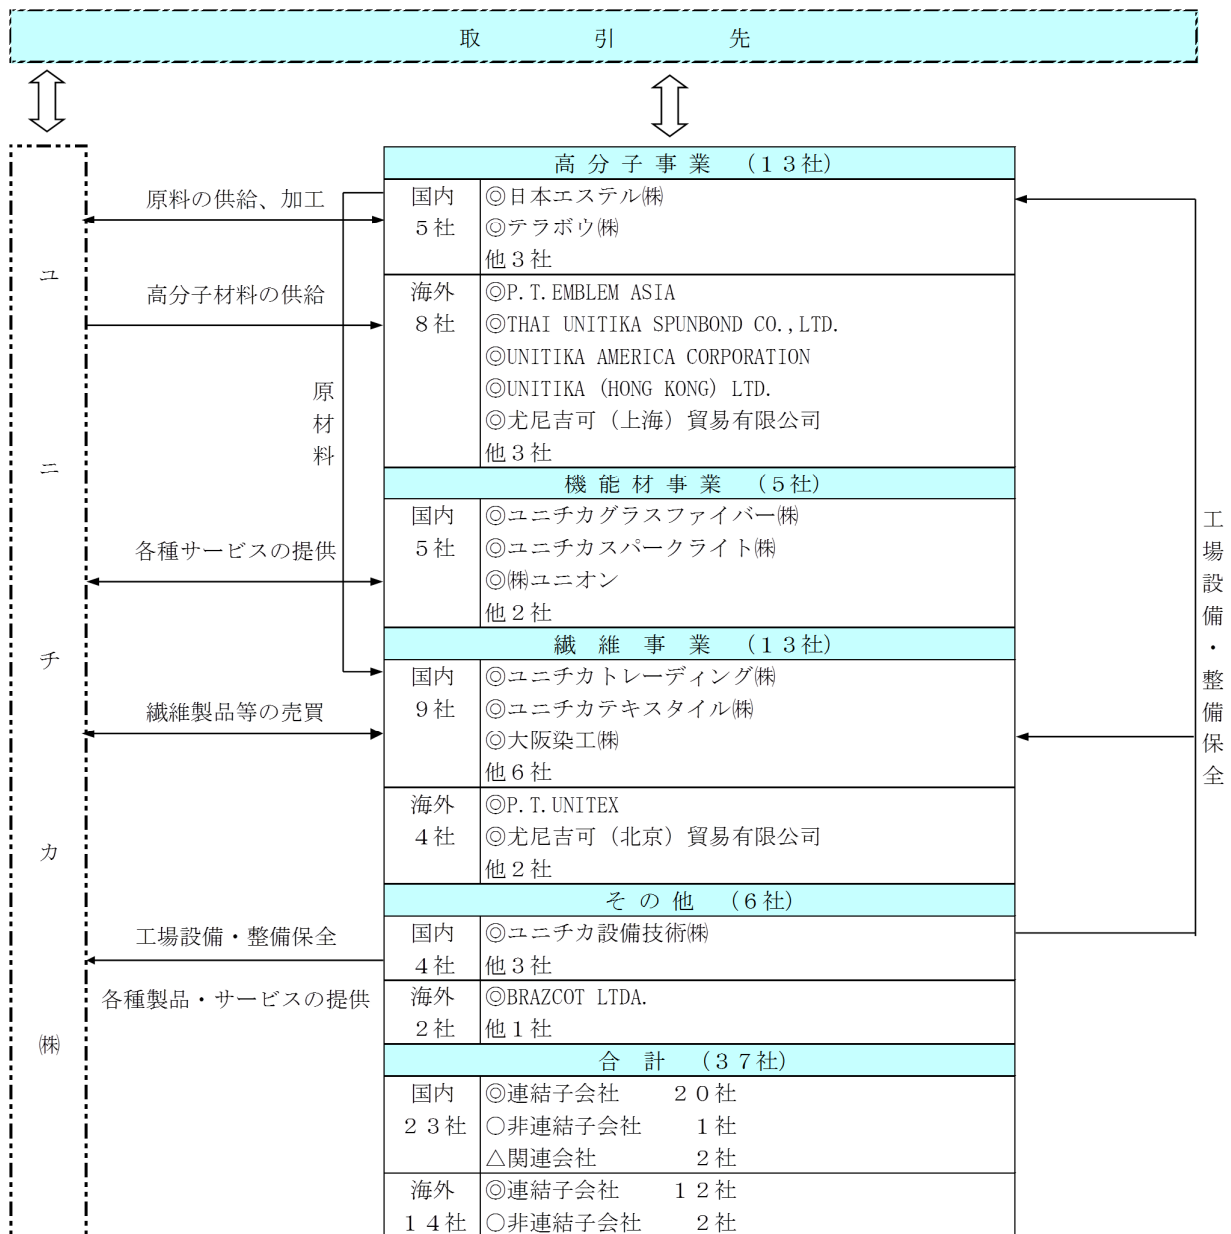 取引先
高分子事業　（１３社）
原料の供給、加工
国内　◎日本エステル㈱
５社　◎テラボウ㈱
他３社
高分子材料の供給
海外　◎P.T.EMBLEM ASIA
８社　◎THAI UNITIKA SPUNBOND CO.,LTD.
◎UNITIKA AMERICA CORPORATION
◎UNITIKA (HONG KONG) LTD.
◎尤尼吉可（上海）貿易有限公司
他３社
原材料
機能材事業　（５社）
各種サービスの提供
国内　◎ユニチカグラスファイバー㈱
５社　◎ユニチカスパークライト㈱
◎㈱ユニオン
他２社
繊維事業　（１３社）
繊維製品等の売買
国内　◎ユニチカトレーディング㈱
９社　◎ユニチカテキスタイル㈱
◎大阪染工㈱
他６社
海外　◎P.T.UNITEX
４社　◎尤尼吉可（北京）貿易有限公司
他２社
その他　（６社）
工場設備・整備保全
国内　◎ユニチカ設備技術㈱
４社　他３社
各種製品・サービスの提供
海外　◎BRAZCOT LTDA.
２社　他１社
合計　（３７社）
国内　◎連結子会社　２０社
２３社　○非連結子会社　１社
△関連会社　２社
海外　◎連結子会社　１２社
１４社　○非連結子会社　２社
ユニチカ㈱
工場設備・整備保全